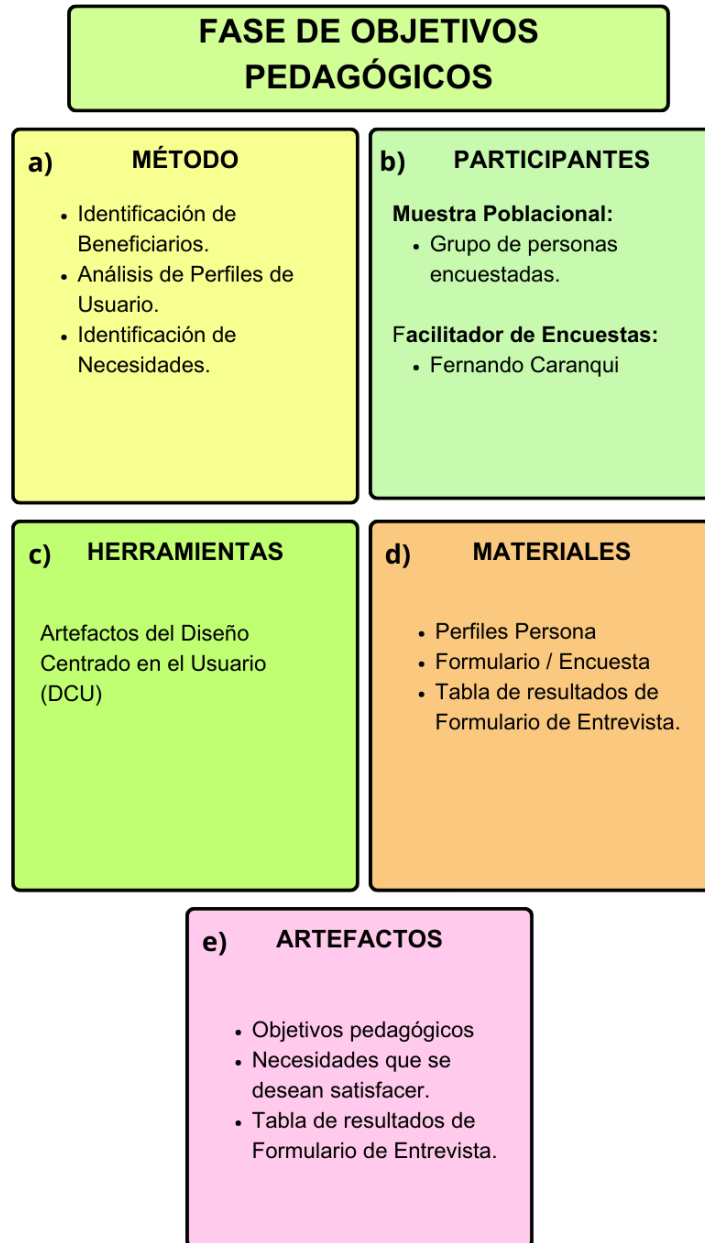 FASE DE OBJETIVOS
PEDAGÓGICOS
a) MÉTODO
• Identificación de
Beneficiarios.
• Análisis de Perfiles de
Usuario.
• Identificación de
Necesidades.
b) PARTICIPANTES
Muestra Poblacional:
• Grupo de personas
encuestadas.
Facilitador de Encuestas:
• Fernando Caranqui
c) HERRAMIENTAS
Artefactos del Diseño
Centrado en el Usuario
(DCU)
d) MATERIALES
• Perfiles Persona
• Formulario / Encuesta
• Tabla de resultados de
Formulario de Entrevista.
e) ARTEFACTOS
• Objetivos pedagógicos
• Necesidades que se
desean satisfacer.
• Tabla de resultados de
Formulario de Entrevista.